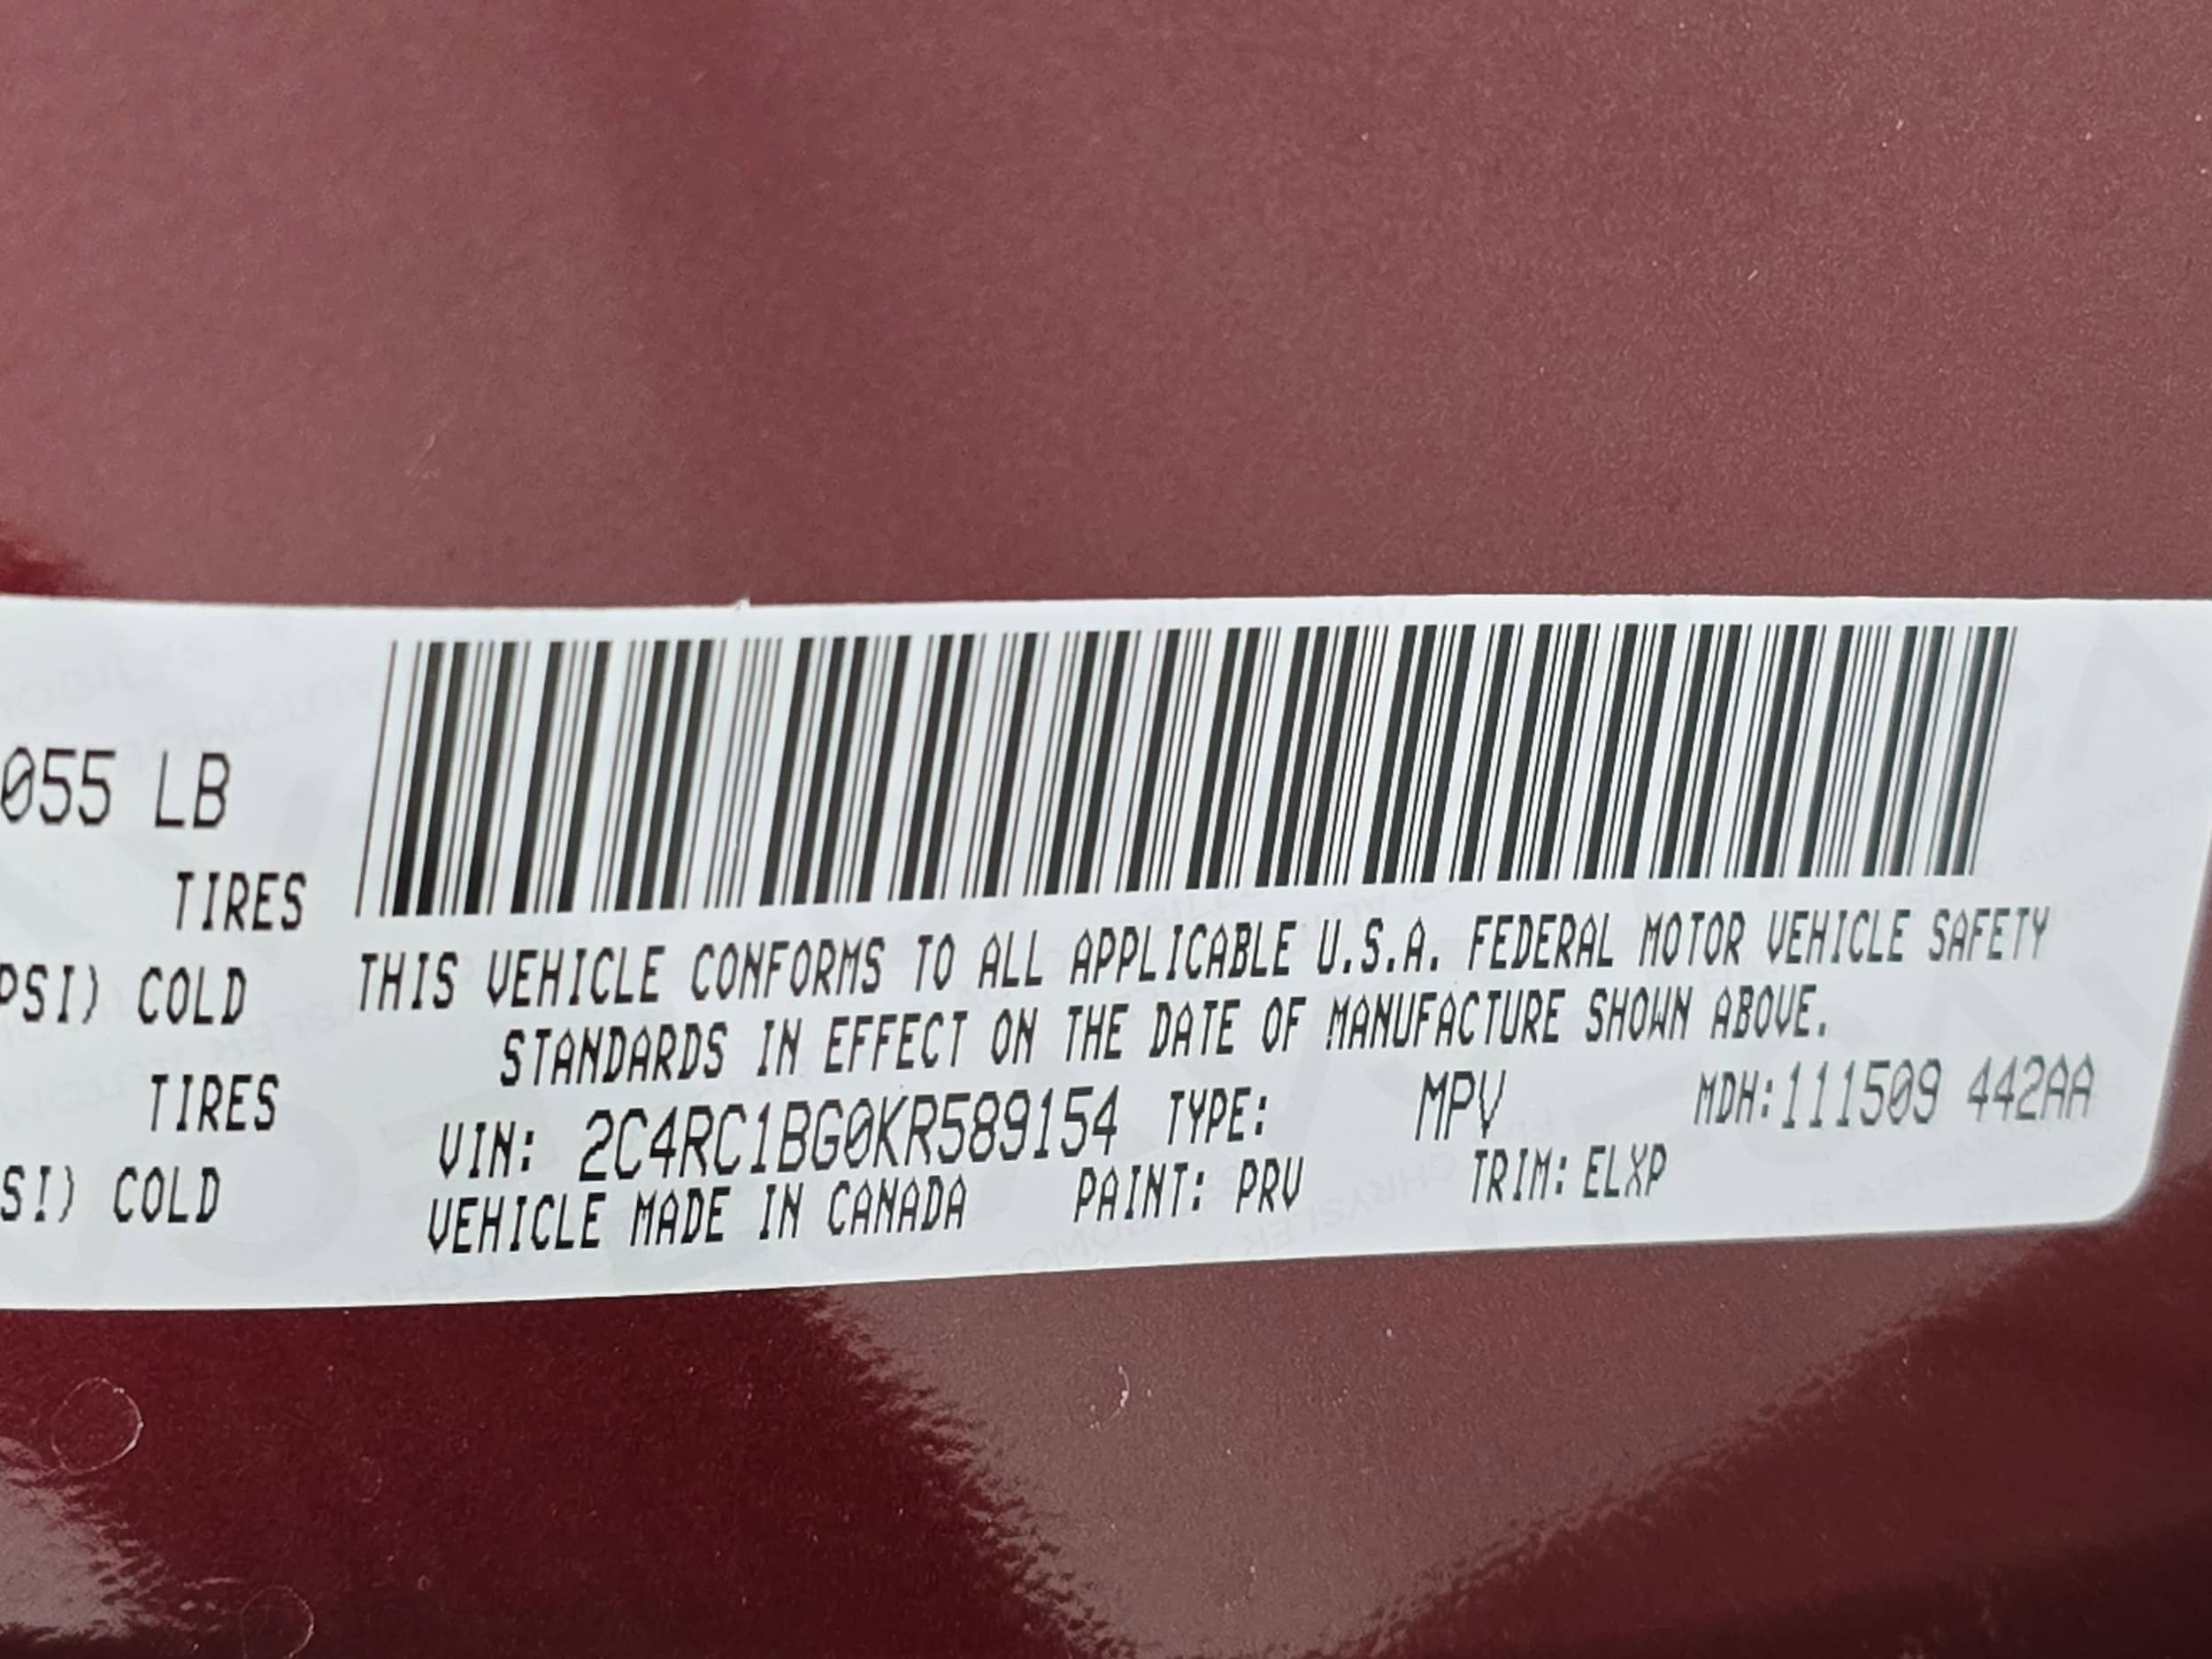 055 LB
TIRES
PSI) COLD
TIRES
SI) COLD
THIS VEHICLE CONFORMS TO ALL APPLICABLE U.S.A. FEDERAL MOTOR VEHICLE SAFETY
STANDARDS IN EFFECT ON THE DATE OF MANUFACTURE SHOWN ABOVE.
VIN: 2C4RC1BG0KR589154 TYPE: MPV MDH:111509 442AA
VEHICLE MADE IN CANADA PAINT: PRV TRIM: ELXP